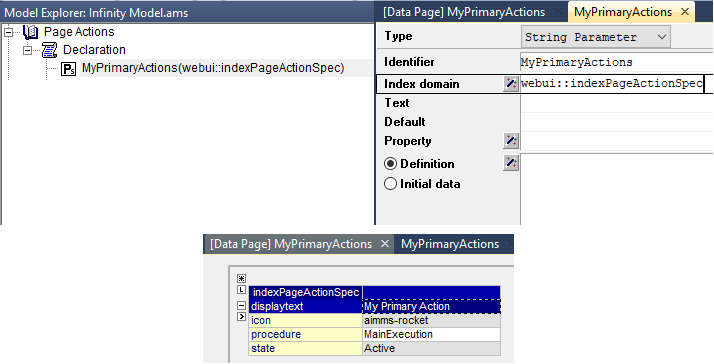 Model Explorer: Infinity Model.ams
Page Actions
Declaration
P s MyPrimaryActions(webui::indexPageActionSpec)
[Data Page] MyPrimaryActions × MyPrimaryActions ×
Type String Parameter
Identifier MyPrimaryActions
Index domain webui::indexPageActionSpec
Text
Default
Property
Definition
Initial data
[Data Page] MyPrimaryActions × MyPrimaryActions
indexPageActionSpec
displaytext My Primary Action
icon aimms-rocket
procedure MainExecution
state Active